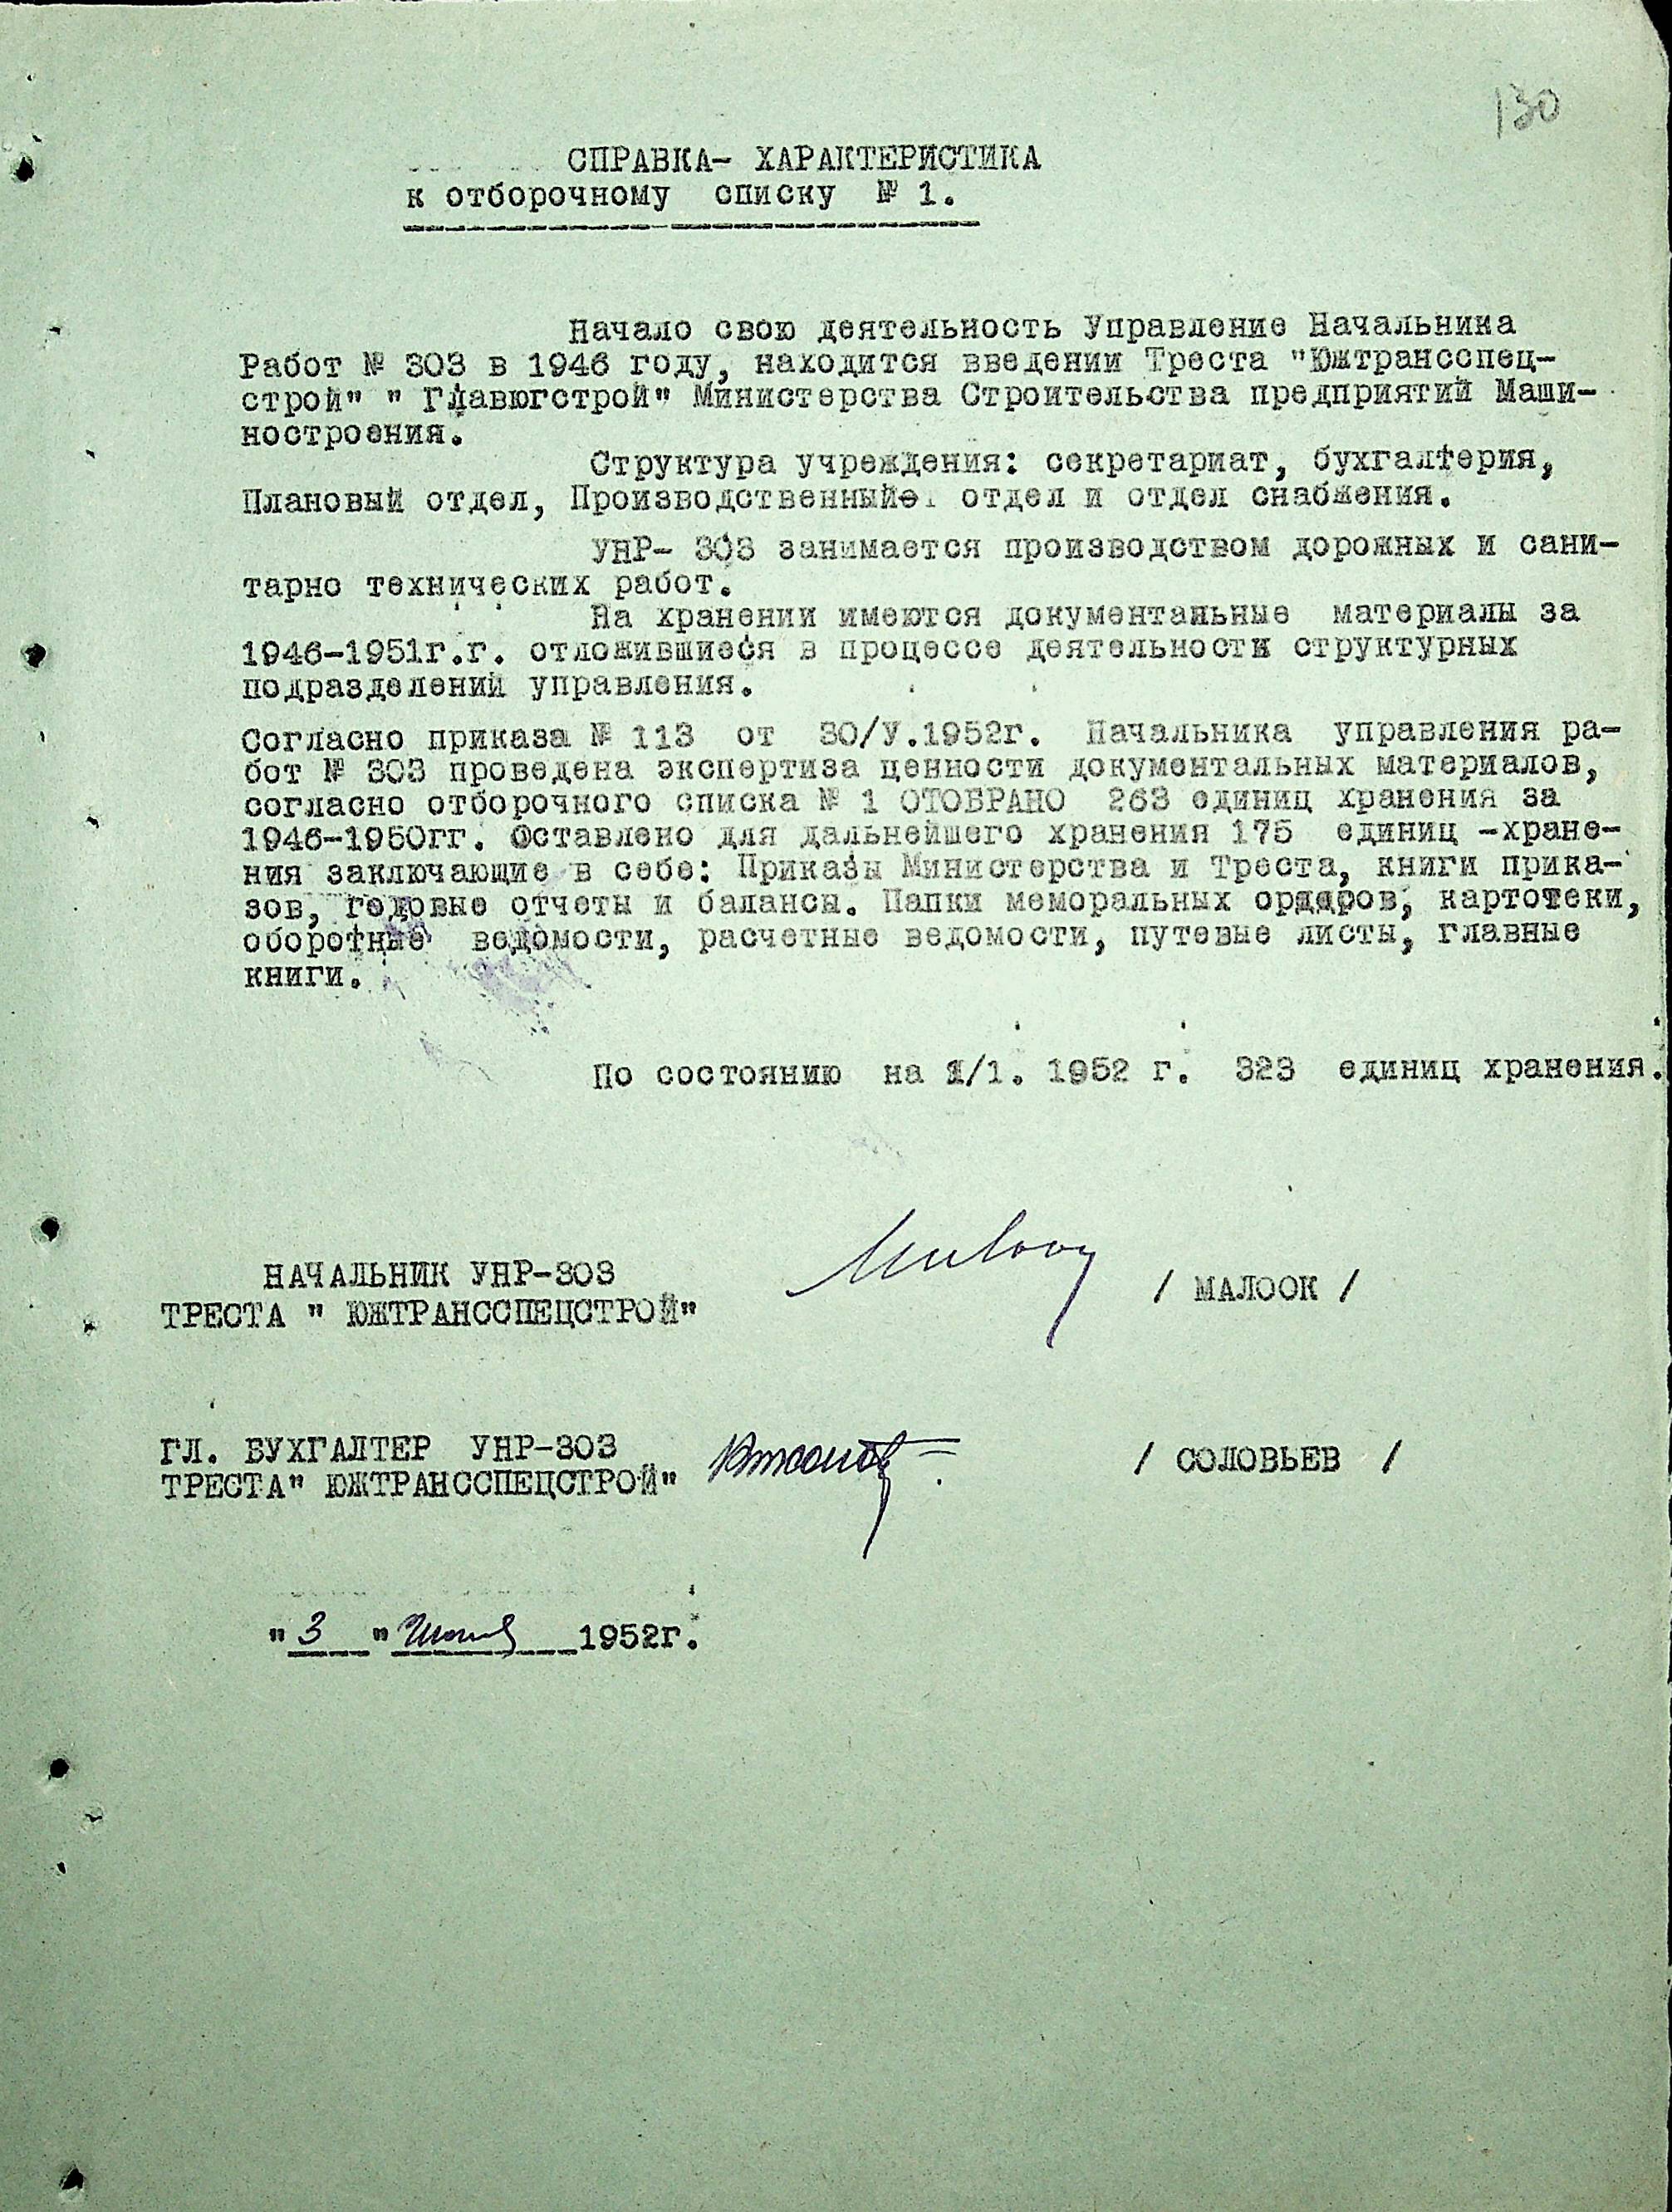 130
СПРАВКА- ХАРАКТЕРИСТИКА
к отборочному списку № 1.
Начало свою деятельность Управление Начальника
Работ № 303 в 1946 году, находится введении Треста "Южтрансспец-
строй" " Главюгстрой" Министерства Строительства предприятий Маши-
ностроения.
Структура учреждения: секретариат, бухгалтерия,
Плановый отдел, Производственный отдел и отдел снабжения.
УНР- 303 занимается производством дорожных и сани-
тарно технических работ.
На хранении имеются документальные материалы за
1946-1951г.г. отложившиеся в процессе деятельности структурных
подразделений управления.
Согласно приказа № 113 от 30/У.1952г. Начальника управления ра-
бот № 303 проведена экспертиза ценности документальных материалов,
согласно отборочного списка № 1 ОТОБРАНО 263 единиц хранения за
1946-1950гг. Оставлено для дальнейшего хранения 175 единиц -хране-
ния заключающие в себе: Приказы Министерства и Треста, книги прика-
зов, годовые отчеты и балансы. Папки меморальных ордеров, картотеки,
оборотные ведомости, расчетные ведомости, путевые листы, главные
книги.
По состоянию на 1/1. 1952 г. 323 единиц хранения.
НАЧАЛЬНИК УНР-303
ТРЕСТА " ЮЖТРАНССПЕЦСТРОЙ"
/ МАЛООК /
ГЛ. БУХГАЛТЕР УНР-303
ТРЕСТА" ЮЖТРАНССПЕЦСТРОЙ"
/ СОЛОВЬЕВ /
" 3 " Июня 1952г.